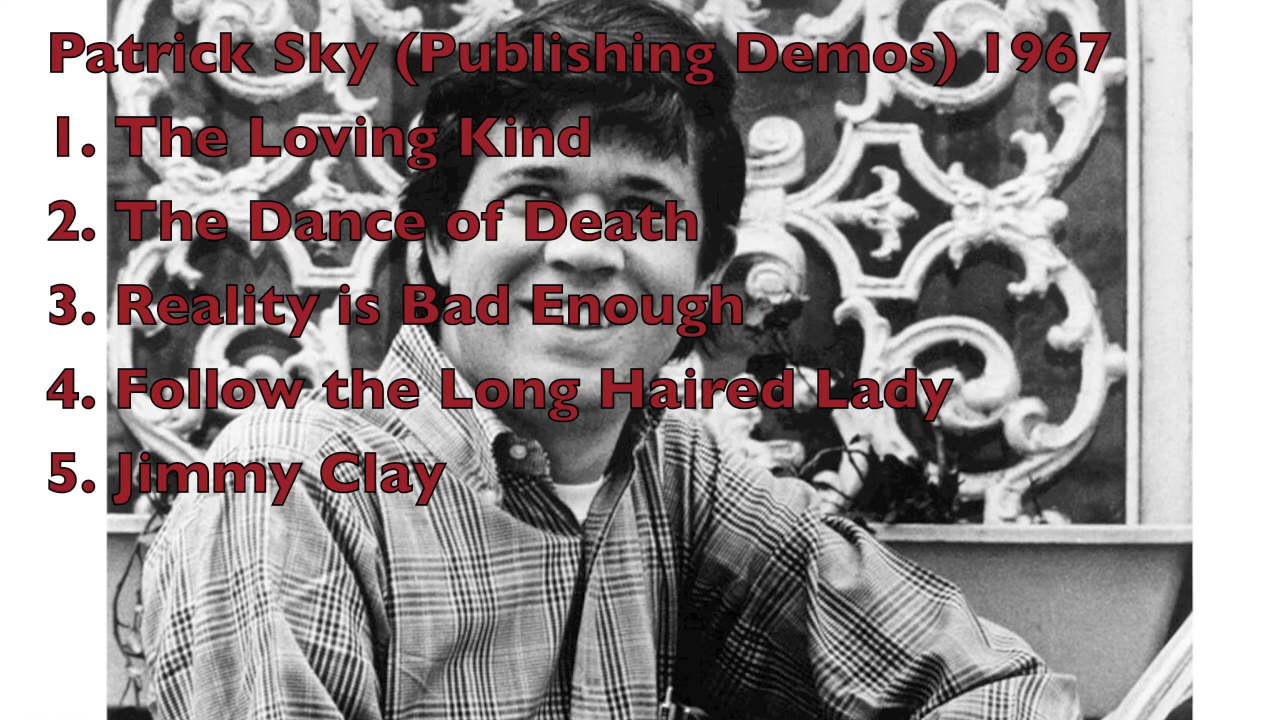 Patrick Sky (Publishing Demos) 1967
1. The Loving Kind
2. The Dance of Death
3. Reality is Bad Enough
4. Follow the Long Haired Lady
5. Jimmy Clay